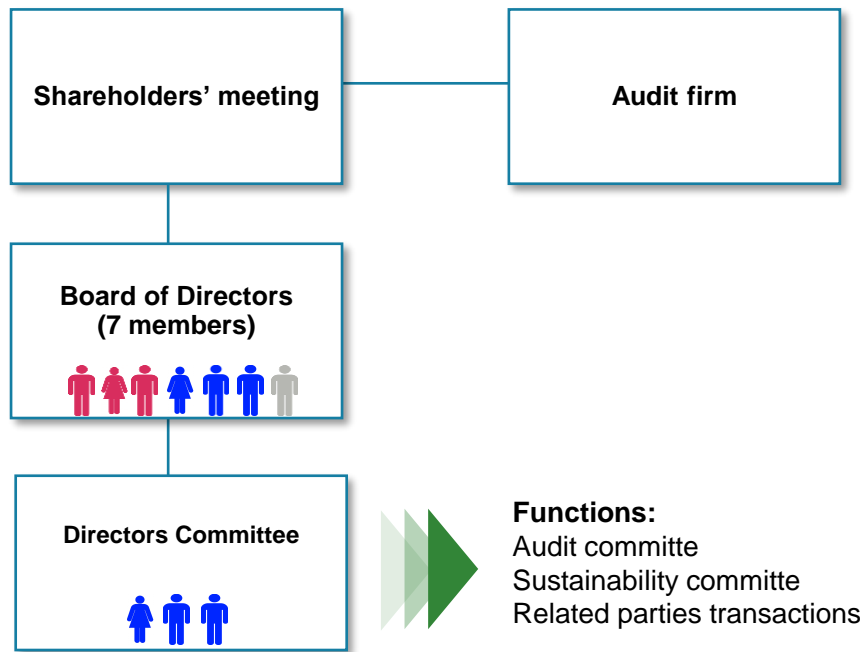 Shareholders’ meeting
Audit firm
Board of Directors
(7 members)
Directors Committee
Functions:
Audit committe
Sustainability committe
Related parties transactions